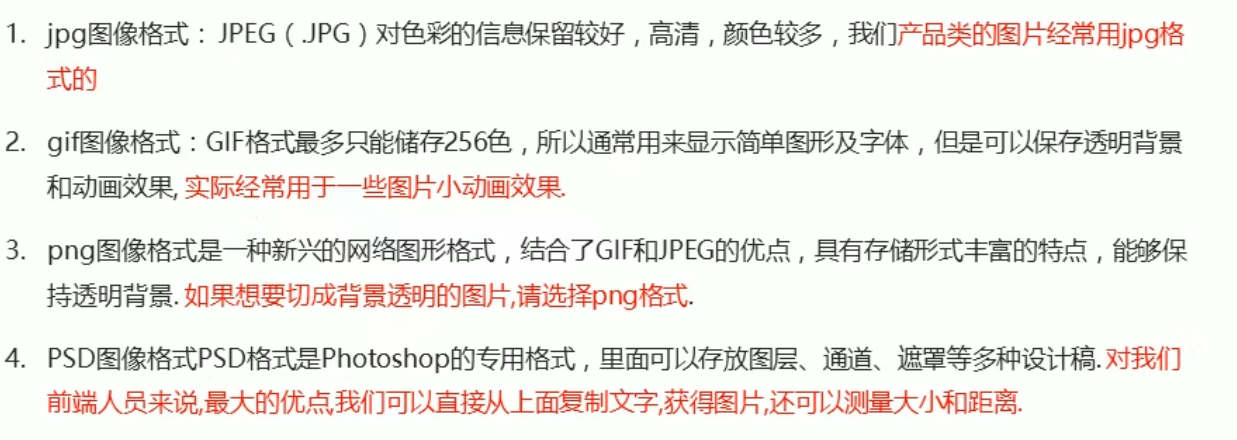 1. jpg图像格式：JPEG（.JPG）对色彩的信息保留较好，高清，颜色较多，我们产品类的图片经常用jpg格
式的
2. gif图像格式：GIF格式最多只能储存256色，所以通常用来显示简单图形及字体，但是可以保存透明背景
和动画效果, 实际经常用于一些图片小动画效果.
3. png图像格式是一种新兴的网络图形格式，结合了GIF和JPEG的优点，具有存储形式丰富的特点，能够保
持透明背景. 如果想要切成背景透明的图片,请选择png格式.
4. PSD图像格式PSD格式是Photoshop的专用格式，里面可以存放图层、通道、遮罩等多种设计稿.对我们
前端人员来说,最大的优点,我们可以直接从上面复制文字,获得图片,还可以测量大小和距离.